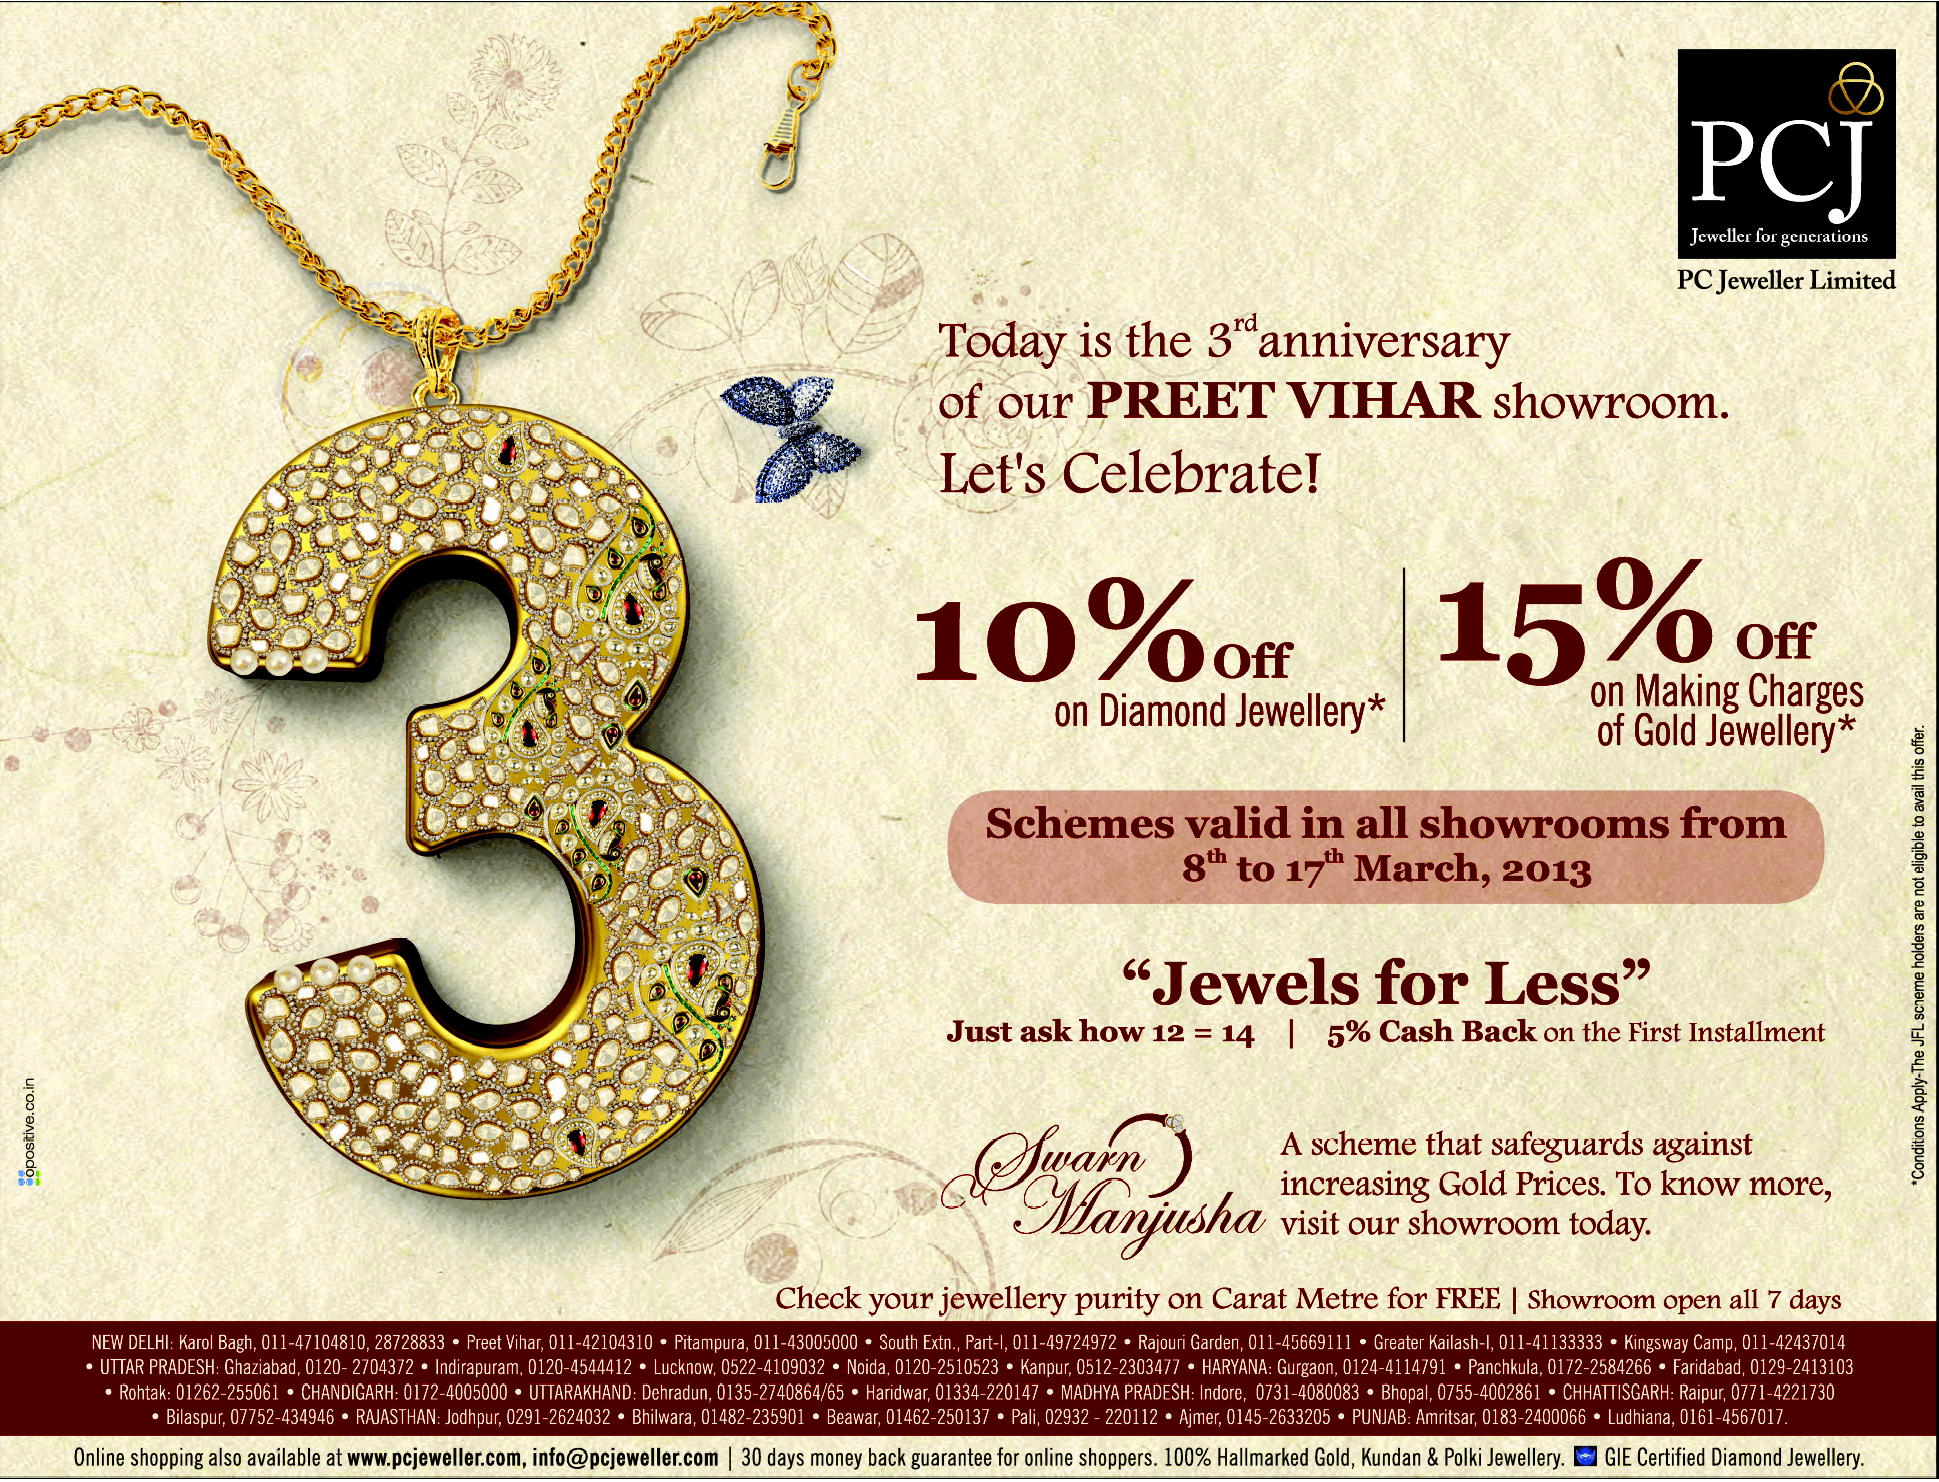 PCJ
Jeweller for generations
PC Jeweller Limited
Today is the 3rd anniversary
of our PREET VIHAR showroom.
Let's Celebrate!
10% Off
on Diamond Jewellery*
15% Off
on Making Charges
of Gold Jewellery*
Schemes valid in all showrooms from
8th to 17th March, 2013
“Jewels for Less”
Just ask how 12 = 14 | 5% Cash Back on the First Installment
Swarn
Manjusha
A scheme that safeguards against
increasing Gold Prices. To know more,
visit our showroom today.
Check your jewellery purity on Carat Metre for FREE | Showroom open all 7 days
*Conditions Apply-The JFL scheme holders are not eligible to avail this offer.
opositive.co.in
NEW DELHI: Karol Bagh, 011-47104810, 28728833 • Preet Vihar, 011-42104310 • Pitampura, 011-43005000 • South Extn., Part-I, 011-49724972 • Rajouri Garden, 011-45669111 • Greater Kailash-I, 011-41133333 • Kingsway Camp, 011-42437014
• UTTAR PRADESH: Ghaziabad, 0120- 2704372 • Indirapuram, 0120-4544412 • Lucknow, 0522-4109032 • Noida, 0120-2510523 • Kanpur, 0512-2303477 • HARYANA: Gurgaon, 0124-4114791 • Panchkula, 0172-2584266 • Faridabad, 0129-2413103
• Rohtak: 01262-255061 • CHANDIGARH: 0172-4005000 • UTTARAKHAND: Dehradun, 0135-2740864/65 • Haridwar, 01334-220147 • MADHYA PRADESH: Indore, 0731-4080083 • Bhopal, 0755-4002861 • CHHATTISGARH: Raipur, 0771-4221730
• Bilaspur, 07752-434946 • RAJASTHAN: Jodhpur, 0291-2624032 • Bhilwara, 01482-235901 • Beawar, 01462-250137 • Pali, 02932 - 220112 • Ajmer, 0145-2633205 • PUNJAB: Amritsar, 0183-2400066 • Ludhiana, 0161-4567017.
Online shopping also available at www.pcjeweller.com, info@pcjeweller.com | 30 days money back guarantee for online shoppers. 100% Hallmarked Gold, Kundan & Polki Jewellery. GIE Certified Diamond Jewellery.